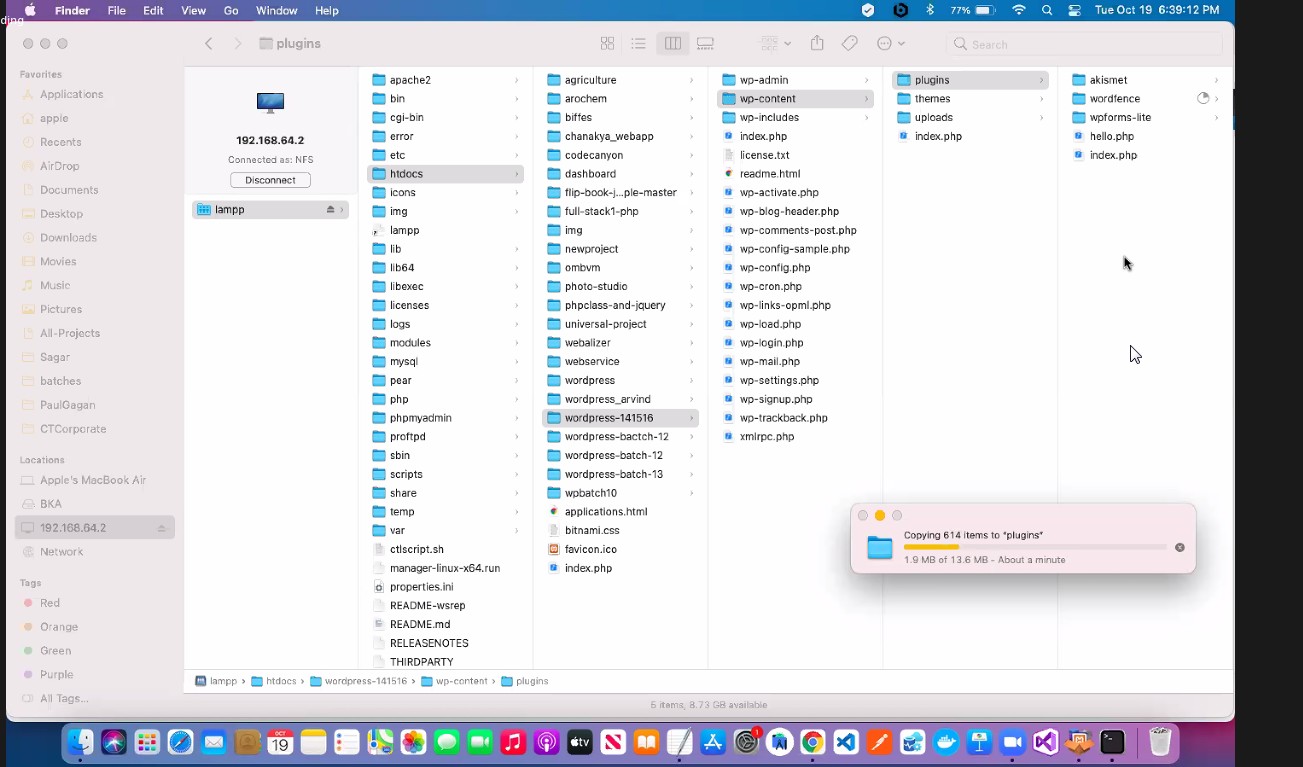 ding
Finder File Edit View Go Window Help
77% Tue Oct 19 6:39:12 PM
plugins
Search
Favorites
Applications
apple
Recents
AirDrop
Documents
Desktop
Downloads
Movies
Music
Pictures
All-Projects
Sagar
batches
PaulGagan
CTCorporate
Locations
Apple's MacBook Air
BKA
192.168.64.2
Network
Tags
Red
Orange
Green
Purple
All Tags...
192.168.64.2
Connected as: NFS
Disconnect
lampp
apache2
bin
cgi-bin
error
etc
htdocs
icons
img
lampp
lib
lib64
libexec
licenses
logs
modules
mysql
pear
php
phpmyadmin
proftpd
sbin
scripts
share
temp
var
ctlscript.sh
manager-linux-x64.run
properties.ini
README-wsrep
README.md
RELEASENOTES
THIRDPARTY
agriculture
arochem
biffes
chanakya_webapp
codecanyon
dashboard
flip-book-j...ple-master
full-stack1-php
img
newproject
ombvm
photo-studio
phpclass-and-jquery
universal-project
webalizer
webservice
wordpress
wordpress_arvind
wordpress-141516
wordpress-bactch-12
wordpress-batch-12
wordpress-batch-13
wpbatch10
applications.html
bitnami.css
favicon.ico
index.php
wp-admin
wp-content
wp-includes
index.php
license.txt
readme.html
wp-activate.php
wp-blog-header.php
wp-comments-post.php
wp-config-sample.php
wp-config.php
wp-cron.php
wp-links-opml.php
wp-load.php
wp-login.php
wp-mail.php
wp-settings.php
wp-signup.php
wp-trackback.php
xmlrpc.php
plugins
themes
uploads
index.php
akismet
wordfence
wpforms-lite
hello.php
index.php
Copying 614 items to "plugins"
1.9 MB of 13.6 MB - About a minute
lampp › htdocs › wordpress-141516 › wp-content › plugins
5 items, 8.73 GB available
OCT
19
tv
1